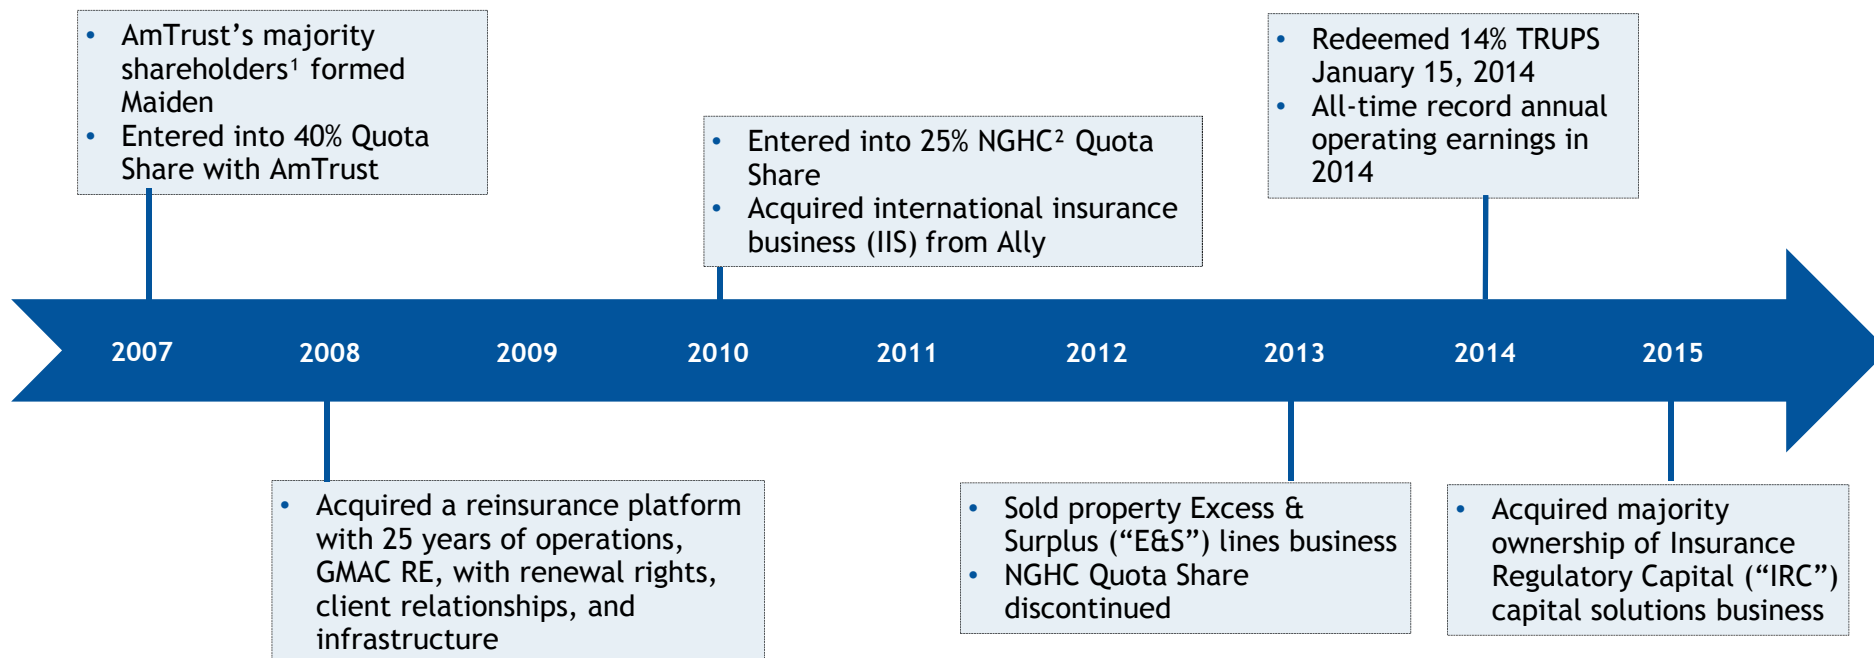 • AmTrust’s majority
shareholders¹ formed
Maiden
• Entered into 40% Quota
Share with AmTrust
• Entered into 25% NGHC² Quota
Share
• Acquired international insurance
business (IIS) from Ally
• Redeemed 14% TRUPS
January 15, 2014
• All-time record annual
operating earnings in
2014
2007 2008 2009 2010 2011 2012 2013 2014 2015
• Acquired a reinsurance platform
with 25 years of operations,
GMAC RE, with renewal rights,
client relationships, and
infrastructure
• Sold property Excess &
Surplus (“E&S”) lines business
• NGHC Quota Share
discontinued
• Acquired majority
ownership of Insurance
Regulatory Capital (“IRC”)
capital solutions business